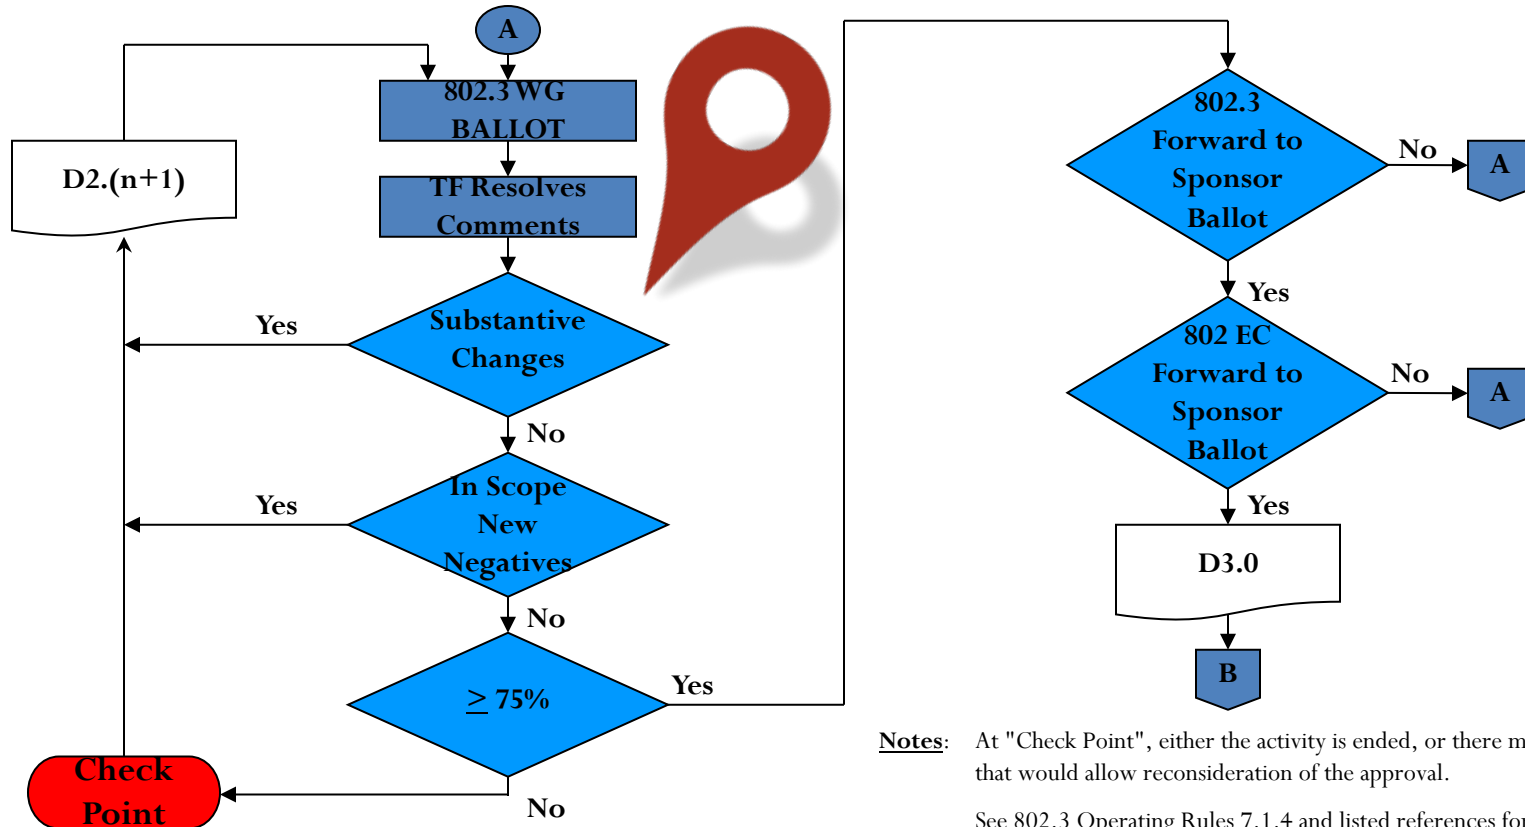 A
802.3 WG
BALLOT
TF Resolves
Comments
D2.(n+1)
Substantive
Changes
Yes
No
In Scope
New
Negatives
Yes
No
≥ 75%
Yes
No
Check
Point
802.3
Forward to
Sponsor
Ballot
No
A
Yes
802 EC
Forward to
Sponsor
Ballot
No
A
Yes
D3.0
B
Notes: At "Check Point", either the activity is ended, or there m
that would allow reconsideration of the approval.
See 802.3 Operating Rules 7.1.4 and listed references for